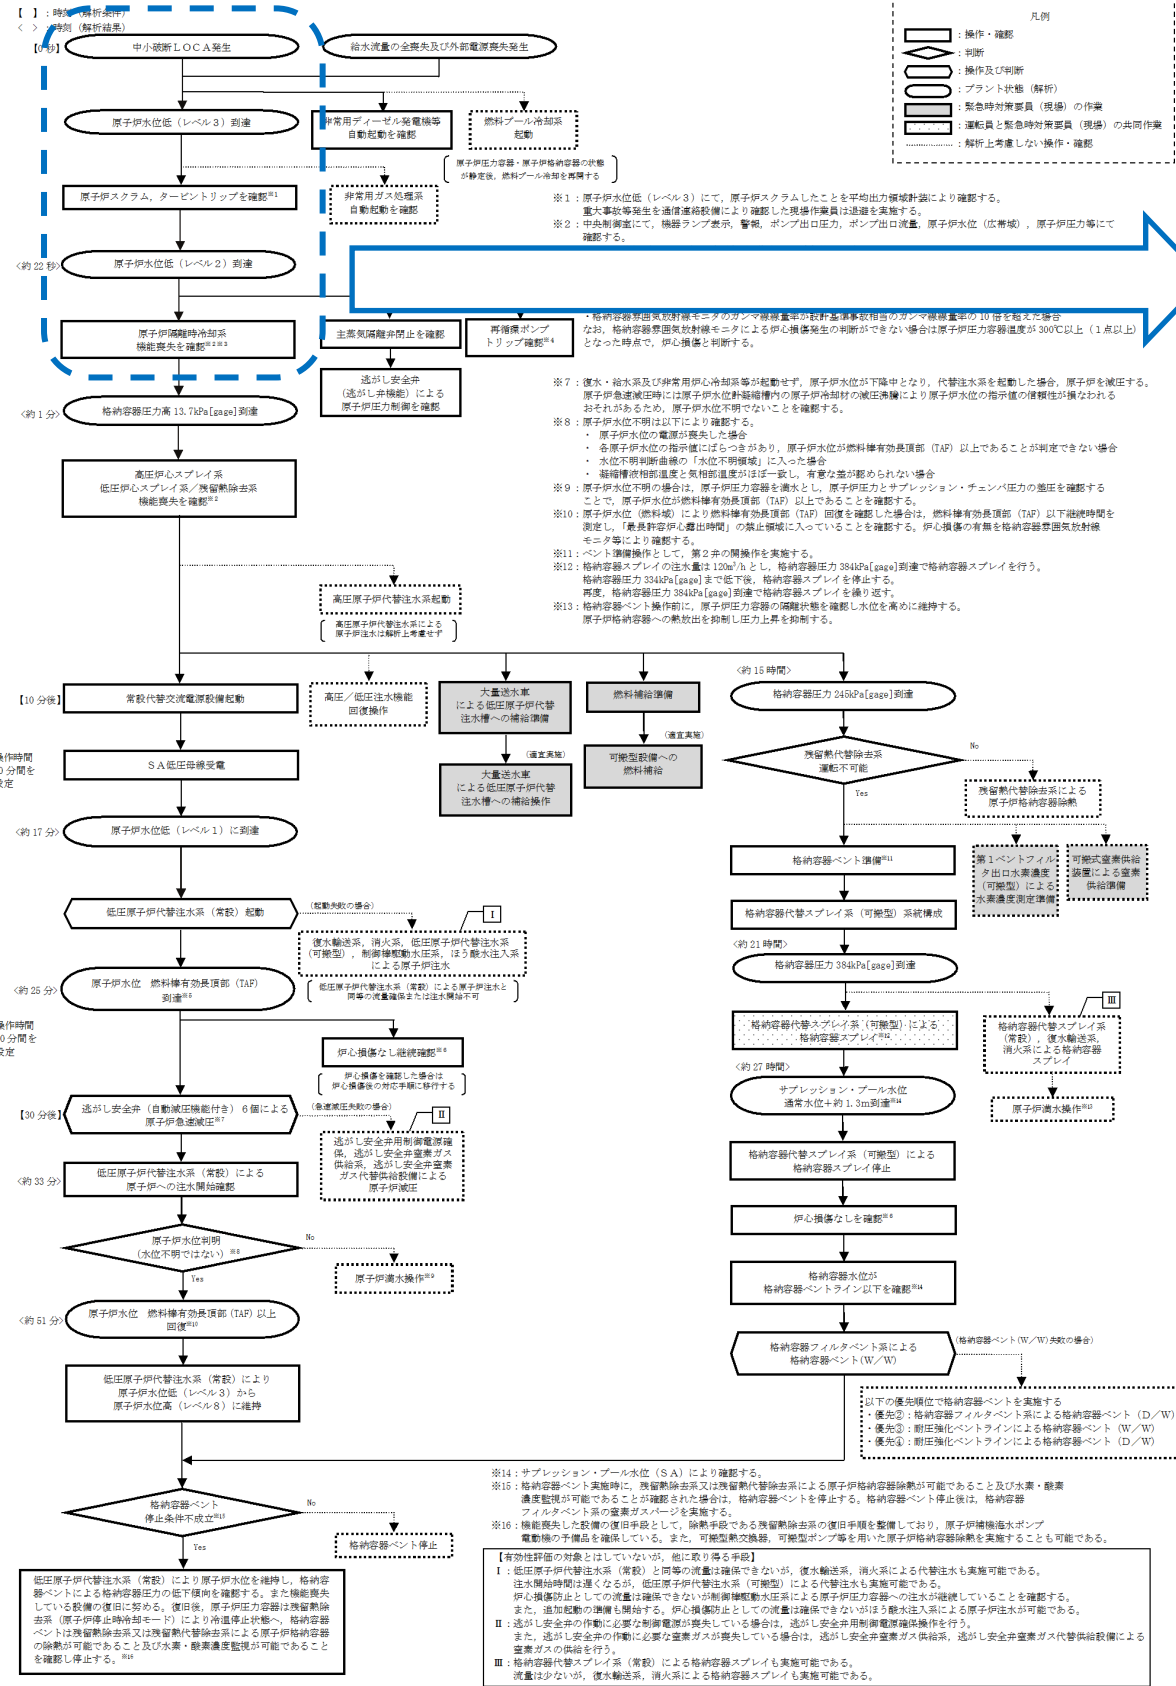 【 】：時刻（解析条件）
＜ ＞：時刻（解析結果）
【0秒】
中小破断ＬＯＣＡ発生
給水流量の全喪失及び外部電源喪失発生
原子炉水位低（レベル３）到達
非常用ディーゼル発電機等
自動起動を確認
燃料プール冷却系
起動
原子炉圧力容器・原子炉格納容器の状態
が静定後，燃料プール冷却を再開する
原子炉スクラム，タービントリップを確認※1
非常用ガス処理系
自動起動を確認
＜約22秒＞
原子炉水位低（レベル２）到達
原子炉隔離時冷却系
機能喪失を確認※2※3
主蒸気隔離弁閉止を確認
再循環ポンプ
トリップ確認※4
逃がし安全弁
（逃がし弁機能）による
原子炉圧力制御を確認
＜約１分＞
格納容器圧力高 13.7kPa[gage]到達
高圧炉心スプレイ系
低圧炉心スプレイ系／残留熱除去系
機能喪失を確認※2
高圧原子炉代替注水系起動
高圧原子炉代替注水系による
原子炉注水は解析上考慮せず
凡例
：操作・確認
：判断
：操作及び判断
：プラント状態（解析）
：緊急時対策要員（現場）の作業
：運転員と緊急時対策要員（現場）の共同作業
：解析上考慮しない操作・確認
※１：原子炉水位低（レベル３）にて，原子炉スクラムしたことを平均出力領域計装により確認する。
重大事故等発生を通信連絡設備により確認した現場作業員は退避を実施する。
※２：中央制御室にて，機器ランプ表示，警報，ポンプ出口圧力，ポンプ出口流量，原子炉水位（広帯域），原子炉圧力等にて
確認する。
・格納容器雰囲気放射線モニタのガンマ線線量率が設計基準事故相当のガンマ線線量率の10倍を超えた場合
なお，格納容器雰囲気放射線モニタによる炉心損傷発生の判断ができない場合は原子炉圧力容器温度が300℃以上（１点以上）
となった時点で，炉心損傷と判断する。
※７：復水・給水系及び非常用炉心冷却系等が起動せず，原子炉水位が下降中となり，代替注水系を起動した場合，原子炉を減圧する。
原子炉急速減圧時には原子炉水位計凝縮槽内の原子炉冷却材の減圧沸騰により原子炉水位の指示値の信頼性が損なわれる
おそれがあるため，原子炉水位不明でないことを確認する。
※８：原子炉水位不明は以下により確認する。
・ 原子炉水位の電源が喪失した場合
・ 各原子炉水位の指示値にばらつきがあり，原子炉水位が燃料棒有効長頂部（TAF）以上であることが判定できない場合
・ 水位不明判断曲線の「水位不明領域」に入った場合
・ 凝縮槽液相部温度と気相部温度がほぼ一致し，有意な差が認められない場合
※９：原子炉水位不明の場合は，原子炉圧力容器を満水とし，原子炉圧力とサプレッション・チェンバ圧力の差圧を確認する
ことで，原子炉水位が燃料棒有効長頂部（TAF）以上であることを確認する。
※10：原子炉水位（燃料域）により燃料棒有効長頂部（TAF）回復を確認した場合は，燃料棒有効長頂部（TAF）以下継続時間を
測定し，「最長許容炉心露出時間」の禁止領域に入っていることを確認する。炉心損傷の有無を格納容器雰囲気放射線
モニタ等により確認する。
※11：ベント準備操作として，第２弁の開操作を実施する。
※12：格納容器スプレイの注水量は120m³/hとし，格納容器圧力384kPa[gage]到達で格納容器スプレイを行う。
格納容器圧力334kPa[gage]まで低下後，格納容器スプレイを停止する。
再度，格納容器圧力384kPa[gage]到達で格納容器スプレイを繰り返す。
※13：格納容器ベント操作前に，原子炉圧力容器の隔離状態を確認し水位を高めに維持する。
原子炉格納容器への熱放出を抑制し圧力上昇を抑制する。
【10分後】
常設代替交流電源設備起動
高圧／低圧注水機能
回復操作
大量送水車
による低圧原子炉代替
注水槽への補給準備
燃料補給準備
＜約15時間＞
格納容器圧力 245kPa[gage]到達
操作時間
0分間を
設定
ＳＡ低圧母線受電
（適宜実施）
大量送水車
による低圧原子炉代替
注水槽への補給操作
（適宜実施）
可搬型設備への
燃料補給
残留熱代替除去系
運転不可能
No
Yes
残留熱代替除去系による
原子炉格納容器除熱
＜約17分＞
原子炉水位低（レベル１）に到達
格納容器ベント準備※11
第１ベントフィル
タ出口水素濃度
（可搬型）による
水素濃度測定準備
可搬式窒素供給
装置による窒素
供給準備
低圧原子炉代替注水系（常設）起動
（起動失敗の場合）
Ⅰ
復水輸送系，消火系，低圧原子炉代替注水系
（可搬型），制御棒駆動水圧系，ほう酸水注入系
による原子炉注水
低圧原子炉代替注水系（常設）による原子炉注水と
同等の流量確保または注水開始不可
格納容器代替スプレイ系（可搬型）系統構成
＜約21時間＞
格納容器圧力 384kPa[gage]到達
＜約25分＞
原子炉水位 燃料棒有効長頂部（TAF）
到達※5
操作時間
0分間を
設定
炉心損傷なし継続確認※6
炉心損傷を確認した場合は
炉心損傷後の対応手順に移行する
格納容器代替スプレイ系（可搬型）による
格納容器スプレイ※12
Ⅲ
格納容器代替スプレイ系
（常設），復水輸送系，
消火系による格納容器
スプレイ
原子炉満水操作※13
＜約27時間＞
サプレッション・プール水位
通常水位＋約1.3m到達※14
【30分後】
逃がし安全弁（自動減圧機能付き）６個による
原子炉急速減圧※7
（急速減圧失敗の場合）
Ⅱ
逃がし安全弁用制御電源確
保，逃がし安全弁窒素ガス
供給系，逃がし安全弁窒素
ガス代替供給設備による
原子炉減圧
格納容器代替スプレイ系（可搬型）による
格納容器スプレイ停止
＜約33分＞
低圧原子炉代替注水系（常設）による
原子炉への注水開始確認
炉心損傷なしを確認※6
原子炉水位判明
（水位不明ではない）※8
No
Yes
原子炉満水操作※9
格納容器水位が
格納容器ベントライン以下を確認※14
＜約51分＞
原子炉水位 燃料棒有効長頂部（TAF）以上
回復※10
格納容器フィルタベント系による
格納容器ベント（W／W）
（格納容器ベント（W／W）失敗の場合）
低圧原子炉代替注水系（常設）により
原子炉水位低（レベル３）から
原子炉水位高（レベル８）に維持
以下の優先順位で格納容器ベントを実施する
・優先②：格納容器フィルタベント系による格納容器ベント（Ｄ／Ｗ）
・優先③：耐圧強化ベントラインによる格納容器ベント（Ｗ／Ｗ）
・優先④：耐圧強化ベントラインによる格納容器ベント（Ｄ／Ｗ）
格納容器ベント
停止条件不成立※15
No
Yes
格納容器ベント停止
低圧原子炉代替注水系（常設）により原子炉水位を維持し，格納容
器ベントによる格納容器圧力の低下傾向を確認する。また機能喪失
している設備の復旧に努める。復旧後，原子炉圧力容器は残留熱除
去系（原子炉停止時冷却モード）により冷温停止状態へ，格納容器
ベントは残留熱除去系又は残留熱代替除去系による原子炉格納容器
の除熱が可能であること及び水素・酸素濃度監視が可能であること
を確認し停止する。※16
※14：サプレッション・プール水位（ＳＡ）により確認する。
※15：格納容器ベント実施時に，残留熱除去系又は残留熱代替除去系による原子炉格納容器除熱が可能であること及び水素・酸素
濃度監視が可能であることが確認された場合は，格納容器ベントを停止する。格納容器ベント停止後は，格納容器
フィルタベント系の窒素ガスパージを実施する。
※16：機能喪失した設備の復旧手段として，除熱手段である残留熱除去系の復旧手順を整備しており，原子炉補機海水ポンプ
電動機の予備品を確保している。また，可搬型熱交換器，可搬型ポンプ等を用いた原子炉格納容器除熱を実施することも可能である。
【有効性評価の対象とはしていないが，他に取り得る手段】
Ⅰ：低圧原子炉代替注水系（常設）と同等の流量は確保できないが，復水輸送系，消火系による代替注水も実施可能である。
注水開始時間は遅くなるが，低圧原子炉代替注水系（可搬型）による代替注水も実施可能である。
炉心損傷防止としての流量は確保できないが制御棒駆動水圧系による原子炉圧力容器への注水が継続していることを確認する。
また，追加起動の準備も開始する。炉心損傷防止としての流量は確保できないがほう酸水注入系による原子炉注水が可能である。
Ⅱ：逃がし安全弁の作動に必要な制御電源が喪失している場合は，逃がし安全弁用制御電源確保操作を行う。
また，逃がし安全弁の作動に必要な窒素ガスが喪失している場合は，逃がし安全弁窒素ガス供給系，逃がし安全弁窒素ガス代替供給設備による
窒素ガスの供給を行う。
Ⅲ：格納容器代替スプレイ系（常設）による格納容器スプレイも実施可能である。
流量は少ないが，復水輸送系，消火系による格納容器スプレイも実施可能である。